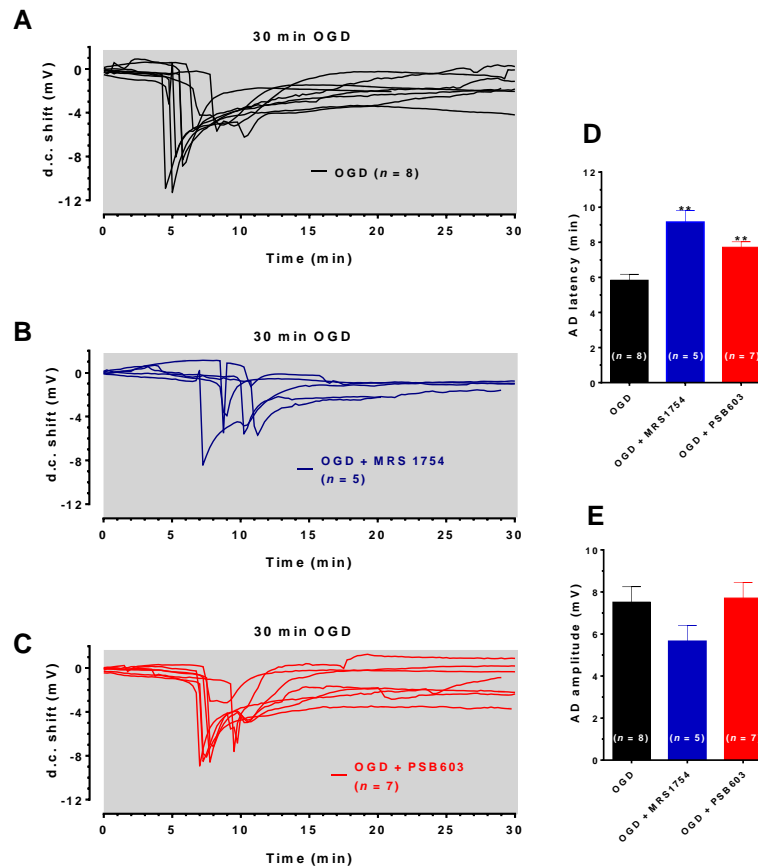 A
30 min OGD
d.c. shift (mV)
0
-4
-8
-12
OGD (n = 8)
0 5 10 15 20 25 30
Time (min)
B
30 min OGD
d.c. shift (mV)
0
-4
-8
-12
OGD + MRS 1754
(n = 5)
0 5 10 15 20 25 30
Time (min)
C
30 min OGD
d.c. shift (mV)
0
-4
-8
-12
OGD + PSB603
(n = 7)
0 5 10 15 20 25 30
Time (min)
D
AD latency (min)
12
10
8
6
4
2
0
**
**
(n = 8) (n = 5) (n = 7)
OGD
OGD + MRS1754
OGD + PSB603
E
AD amplitude (mV)
8
6
4
2
0
(n = 8) (n = 5) (n = 7
OGD
OGD + MRS1754
OGD + PSB603